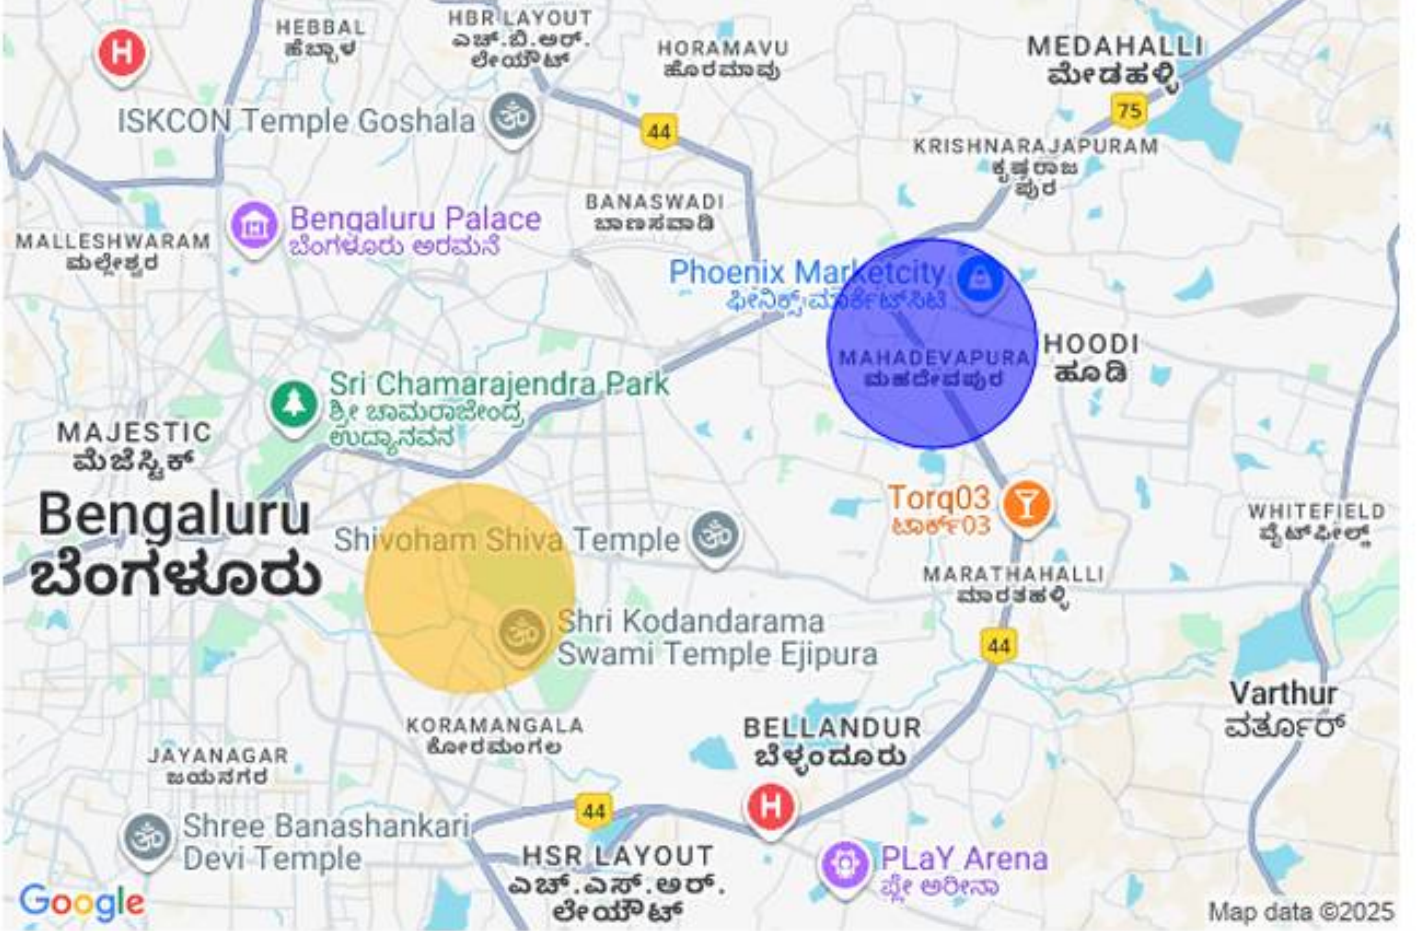 HEBBAL
ಹೆಬ್ಬಾಳ
HBR LAYOUT
ಎಚ್.ಬಿ.ಆರ್.
ಲೇಯೌಟ್
HORAMAVU
ಹೊರಮಾವು
MEDAHALLI
ಮೇಡಹಳ್ಳಿ
H
ISKCON Temple Goshala
44
75
KRISHNARAJAPURAM
ಕೃಷ್ಣರಾಜ
ಪುರ
BANASWADI
ಬಾಣಸವಾಡಿ
Bengaluru Palace
ಬೆಂಗಳೂರು ಅರಮನೆ
MALLESHWARAM
ಮಲ್ಲೇಶ್ವರ
Phoenix Marketcity
ಫೀನಿಕ್ಸ್ ಮಾರ್ಕೆಟ್‌ಸಿಟಿ
MAHADEVAPURA
ಮಹದೇವಪುರ
HOODI
ಹೂಡಿ
Sri Chamarajendra Park
ಶ್ರೀ ಚಾಮರಾಜೇಂದ್ರ
ಉದ್ಯಾನವನ
MAJESTIC
ಮೆಜೆಸ್ಟಿಕ್
Bengaluru
ಬೆಂಗಳೂರು
Shivoham Shiva Temple
Torq03
ಟಾರ್ಕ್03
WHITEFIELD
ವೈಟ್‌ಫೀಲ್ಡ್
MARATHAHALLI
ಮಾರತಹಳ್ಳಿ
Shri Kodandarama
Swami Temple Ejipura
44
Varthur
ವರ್ತೂರ್
KORAMANGALA
ಕೋರಮಂಗಲ
BELLANDUR
ಬೆಳ್ಳಂದೂರು
JAYANAGAR
ಜಯನಗರ
44
H
Shree Banashankari
Devi Temple
HSR LAYOUT
ಎಚ್.ಎಸ್.ಆರ್.
ಲೇಯೌಟ್
PLaY Arena
ಪ್ಲೇ ಅರೀನಾ
Google
Map data ©2025